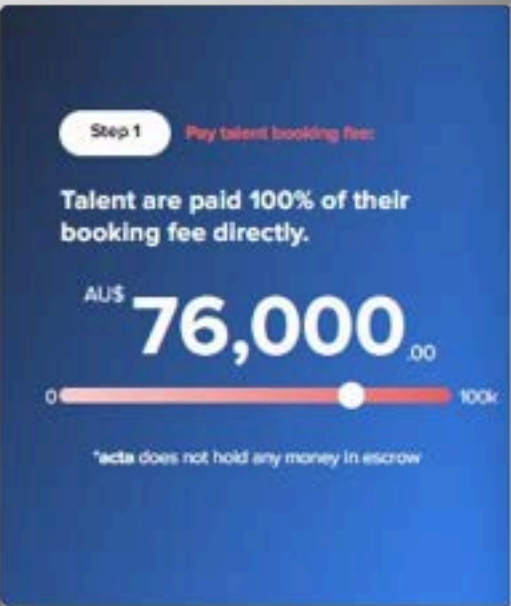 Step 1 Pay talent booking fee:
Talent are paid 100% of their
booking fee directly.
AU$ 76,000.00
0 100k
*acta does not hold any money in escrow